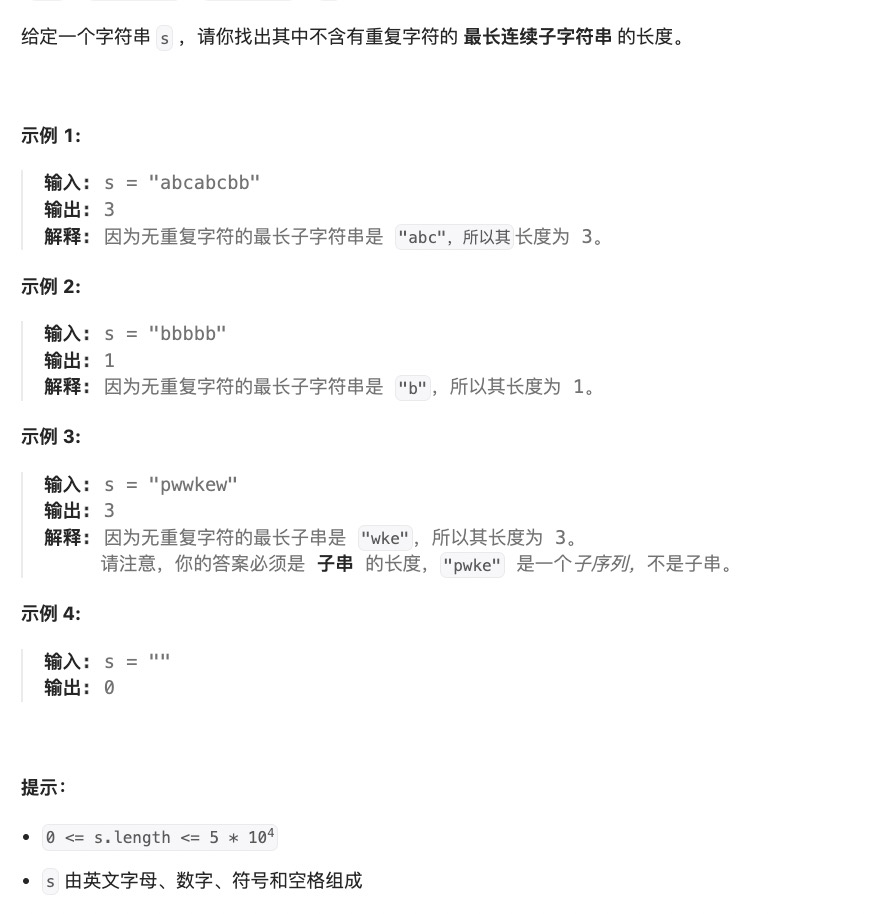 给定一个字符串 s ，请你找出其中不含有重复字符的 最长连续子字符串 的长度。
示例 1:
输入: s = "abcabcbb"
输出: 3
解释: 因为无重复字符的最长子字符串是 "abc"，所以其长度为 3。
示例 2:
输入: s = "bbbbb"
输出: 1
解释: 因为无重复字符的最长子字符串是 "b"，所以其长度为 1。
示例 3:
输入: s = "pwwkew"
输出: 3
解释: 因为无重复字符的最长子串是 "wke"，所以其长度为 3。
请注意，你的答案必须是 子串 的长度，"pwke" 是一个子序列，不是子串。
示例 4:
输入: s = ""
输出: 0
提示：
• 0 <= s.length <= 5 * 10⁴
• s 由英文字母、数字、符号和空格组成